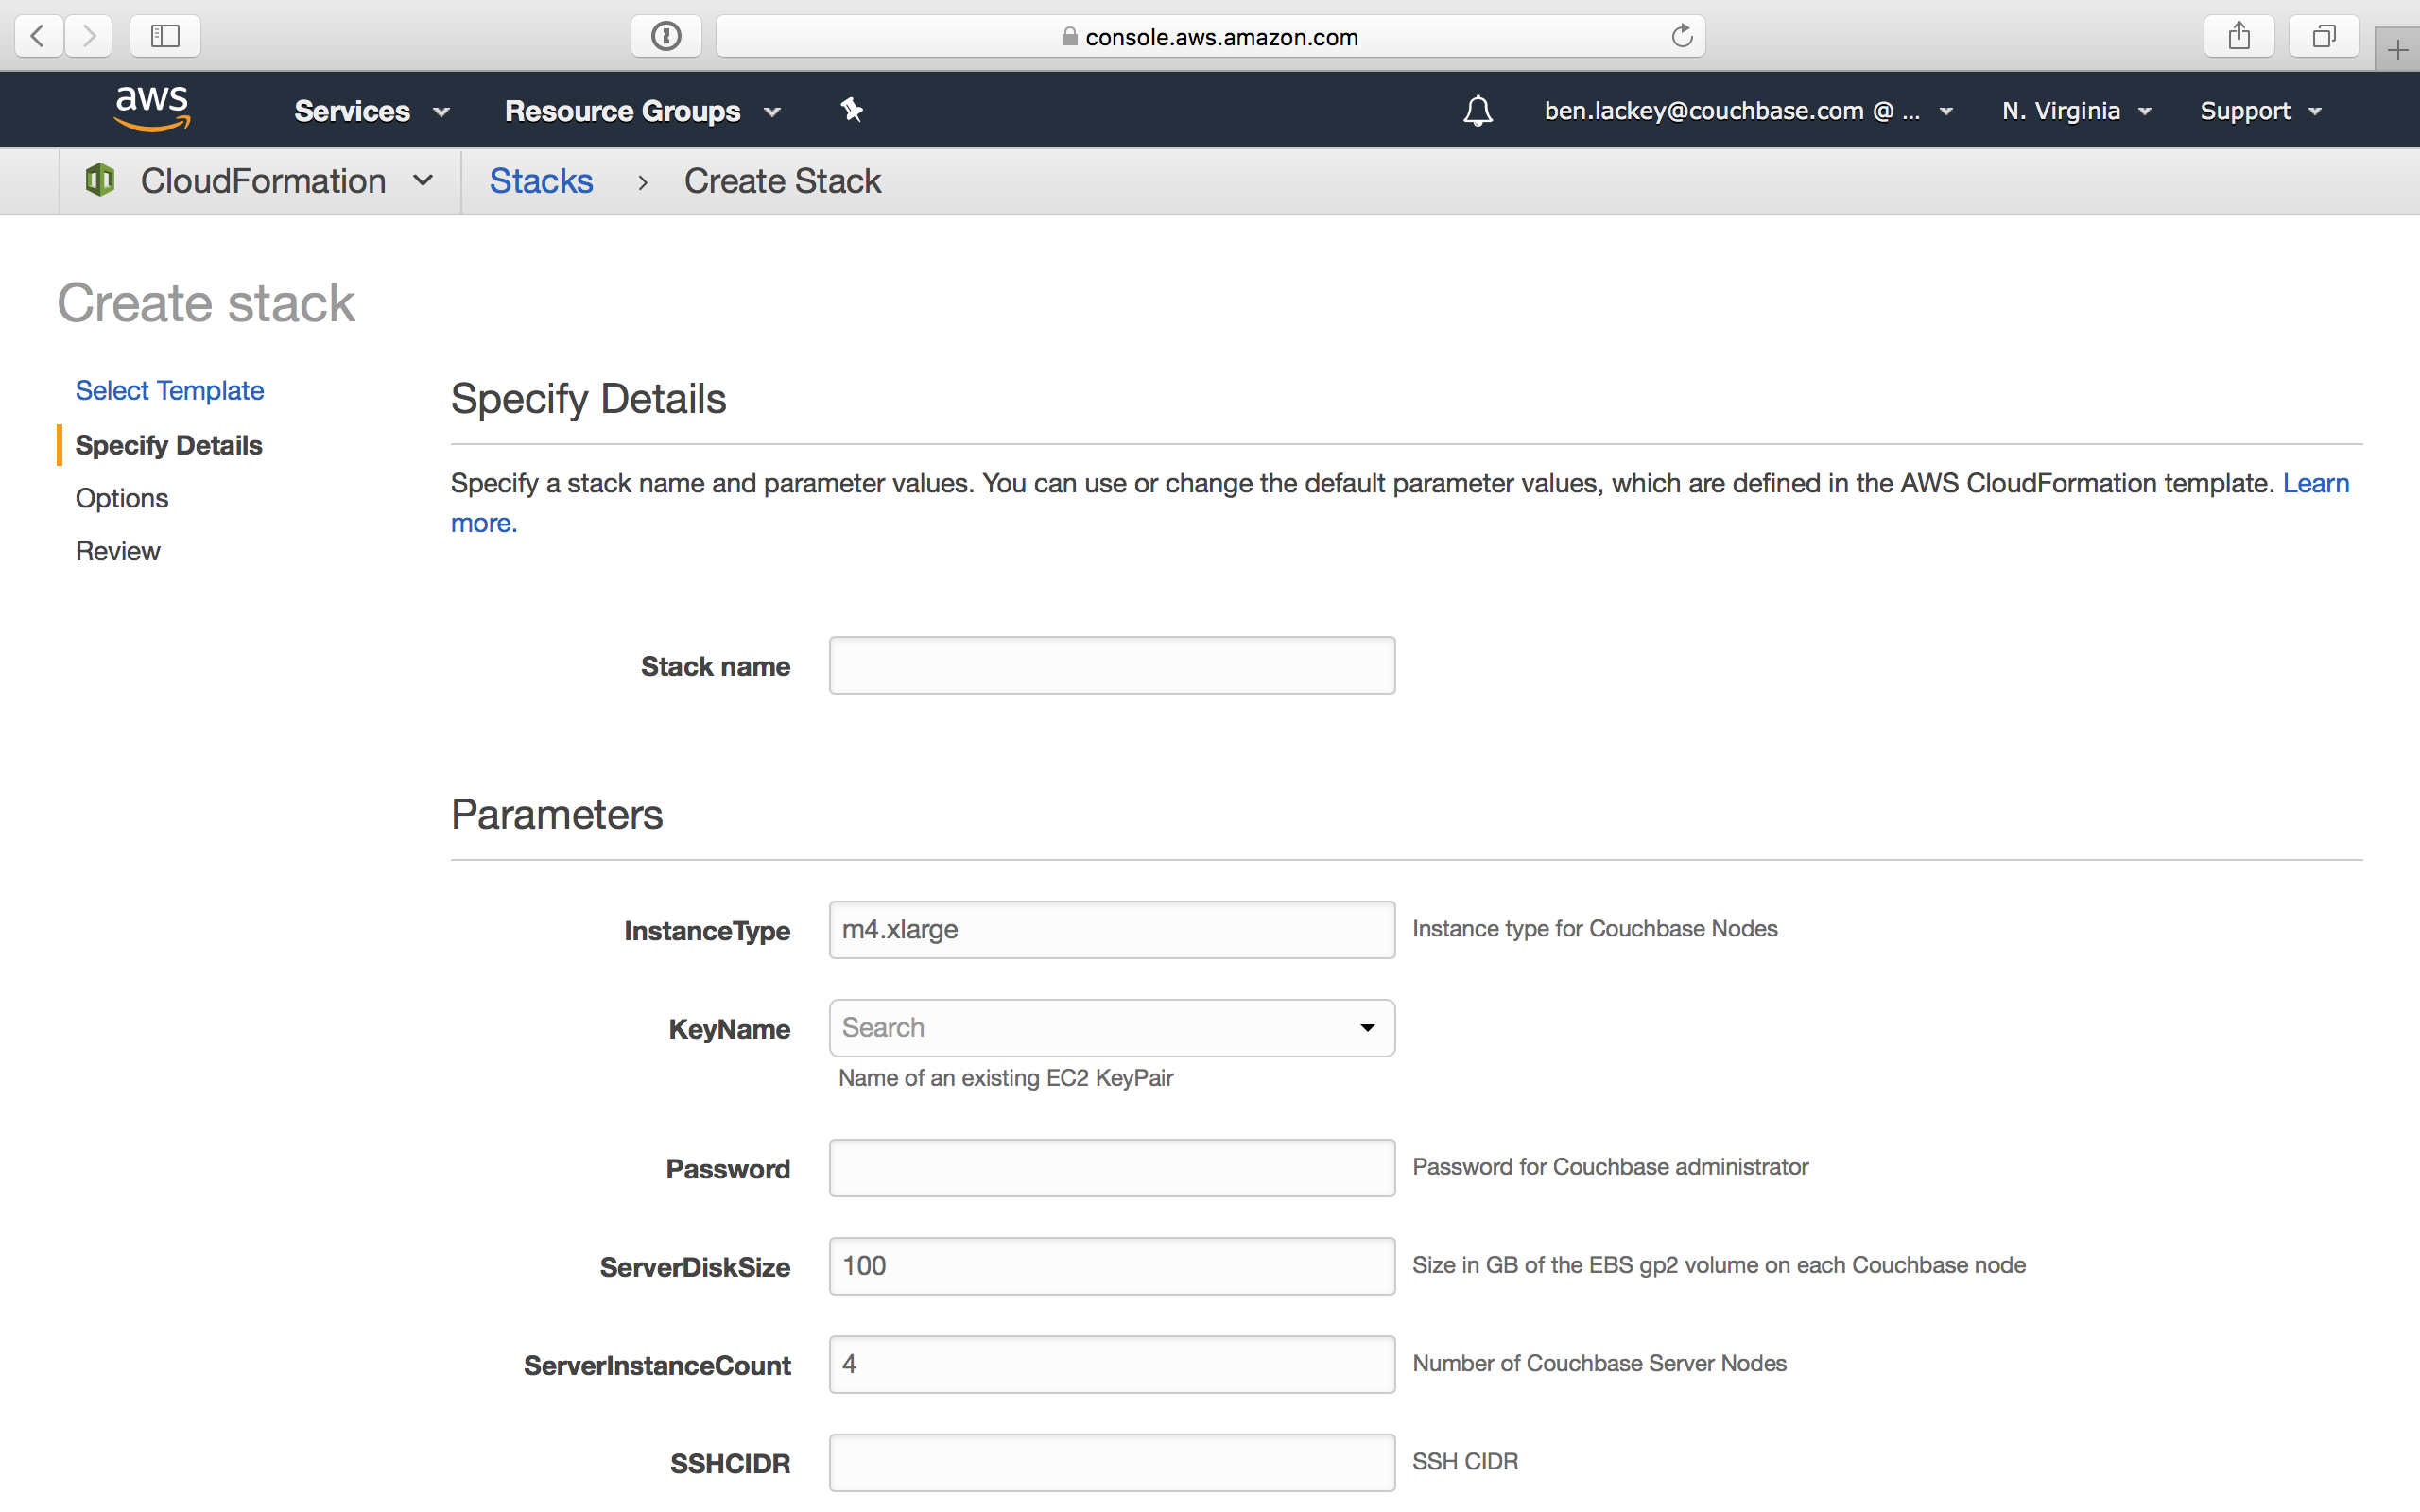 console.aws.amazon.com
aws Services Resource Groups ben.lackey@couchbase.com @ ... N. Virginia Support
CloudFormation Stacks > Create Stack
Create stack
Select Template
Specify Details
Options
Review
Specify Details
Specify a stack name and parameter values. You can use or change the default parameter values, which are defined in the AWS CloudFormation template. Learn
more.
Stack name
Parameters
InstanceType m4.xlarge Instance type for Couchbase Nodes
KeyName Search
Name of an existing EC2 KeyPair
Password Password for Couchbase administrator
ServerDiskSize 100 Size in GB of the EBS gp2 volume on each Couchbase node
ServerInstanceCount 4 Number of Couchbase Server Nodes
SSHCIDR SSH CIDR